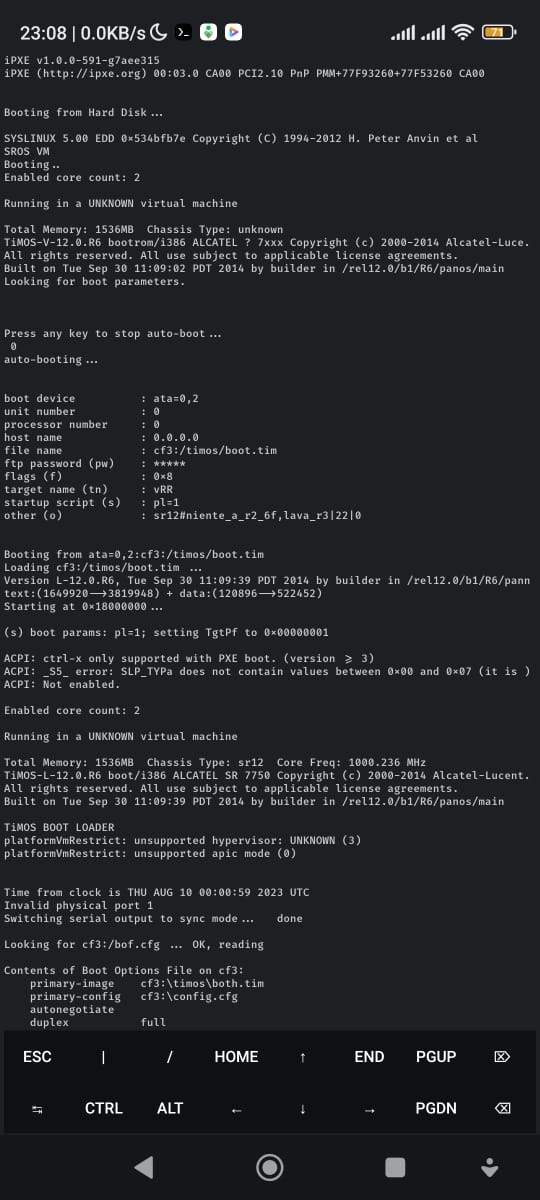 23:08 | 0.0KB/s
71
iPXE v1.0.0-591-g7aee315
iPXE (http://ipxe.org) 00:03.0 CA00 PCI2.10 PnP PMM+77F93260+77F53260 CA00
Booting from Hard Disk...
SYSLINUX 5.00 EDD 0×534bfb7e Copyright (C) 1994-2012 H. Peter Anvin et al
SROS VM
Booting..
Enabled core count: 2
Running in a UNKNOWN virtual machine
Total Memory: 1536MB  Chassis Type: unknown
TiMOS-V-12.0.R6 bootrom/i386 ALCATEL ? 7xxx Copyright (c) 2000-2014 Alcatel-Luce.
All rights reserved. All use subject to applicable license agreements.
Built on Tue Sep 30 11:09:02 PDT 2014 by builder in /rel12.0/b1/R6/panos/main
Looking for boot parameters.
Press any key to stop auto-boot...
0
auto-booting...
boot device          : ata=0,2
unit number          : 0
processor number     : 0
host name            : 0.0.0.0
file name            : cf3:/timos/boot.tim
ftp password (pw)    : *****
flags (f)            : 0×8
target name (tn)     : vRR
startup script (s)   : pl=1
other (o)            : sr12#niente_a_r2_6f,lava_r3|22|0
Booting from ata=0,2:cf3:/timos/boot.tim
Loading cf3:/timos/boot.tim ...
Version L-12.0.R6, Tue Sep 30 11:09:39 PDT 2014 by builder in /rel12.0/b1/R6/pann
text:(1649920-->3819948) + data:(120896-->522452)
Starting at 0×18000000...
(s) boot params: pl=1; setting TgtPf to 0×00000001
ACPI: ctrl-x only supported with PXE boot. (version ≥ 3)
ACPI: _S5_ error: SLP_TYPa does not contain values between 0×00 and 0×07 (it is )
ACPI: Not enabled.
Enabled core count: 2
Running in a UNKNOWN virtual machine
Total Memory: 1536MB  Chassis Type: sr12  Core Freq: 1000.236 MHz
TiMOS-L-12.0.R6 boot/i386 ALCATEL SR 7750 Copyright (c) 2000-2014 Alcatel-Lucent.
All rights reserved. All use subject to applicable license agreements.
Built on Tue Sep 30 11:09:39 PDT 2014 by builder in /rel12.0/b1/R6/panos/main
TiMOS BOOT LOADER
platformVmRestrict: unsupported hypervisor: UNKNOWN (3)
platformVmRestrict: unsupported apic mode (0)
Time from clock is THU AUG 10 00:00:59 2023 UTC
Invalid physical port 1
Switching serial output to sync mode...   done
Looking for cf3:/bof.cfg ... OK, reading
Contents of Boot Options File on cf3:
primary-image    cf3:\timos\both.tim
primary-config   cf3:\config.cfg
autonegotiate
duplex           full
ESC | / HOME ↑ END PGUP ⌦
↹ CTRL ALT ← ↓ → PGDN ⌫